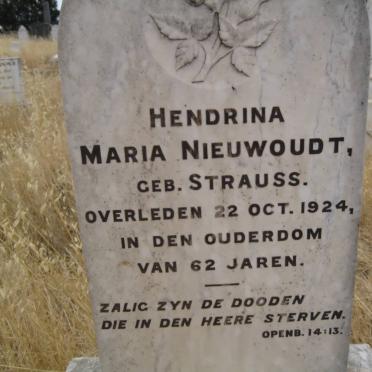 HENDRINA
MARIA NIEUWOUDT,
GEB. STRAUSS.
OVERLEDEN 22 OCT. 1924,
IN DEN OUDERDOM
VAN 62 JAREN.
ZALIG ZYN DE DOODEN
DIE IN DEN HEERE STERVEN.
OPENB. 14:13.